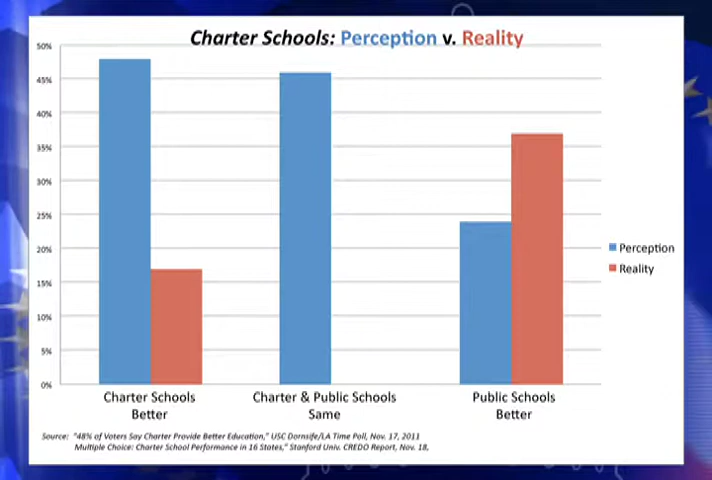 Charter Schools: Perception v. Reality
50%
45%
40%
35%
30%
25%
20%
15%
10%
5%
0%
Perception
Reality
Charter Schools
Better
Charter & Public Schools
Same
Public Schools
Better
Source: "48% of Voters Say Charter Provide Better Education," USC Dornsife/LA Time Poll, Nov. 17, 2011
Multiple Choice: Charter School Performance in 16 States," Stanford Univ. CREDO Report, Nov. 18,